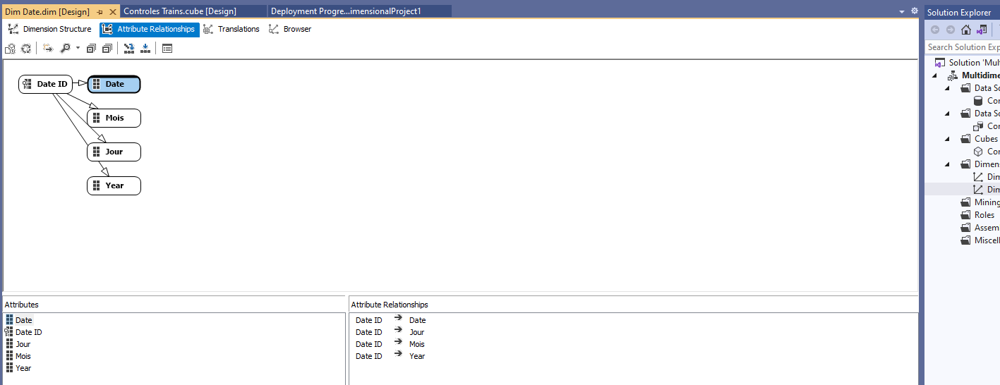 Dim Date.dim [Design]
Controles Trains.cube [Design]
Deployment Progre...imensionalProject1
Solution Explorer
Dimension Structure
Attribute Relationships
Translations
Browser
Search Solution Exp
Date ID
Date
Mois
Jour
Year
Solution 'Mul
Multidime
Data So
Cor
Data So
Cor
Cubes
Cor
Dimens
Dim
Dim
Mining
Roles
Assem
Miscell
Attributes
Date
Date ID
Jour
Mois
Year
Attribute Relationships
Date ID → Date
Date ID → Jour
Date ID → Mois
Date ID → Year